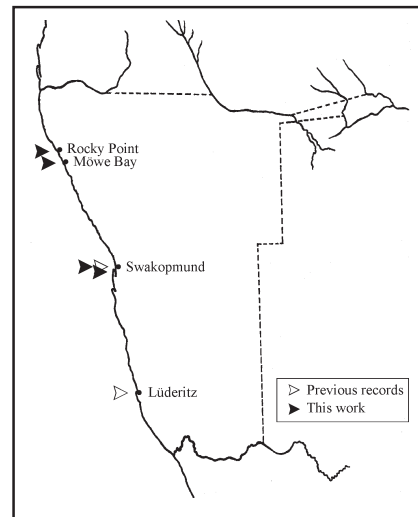 Rocky Point
Möwe Bay
Swakopmund
Lüderitz
Previous records
This work